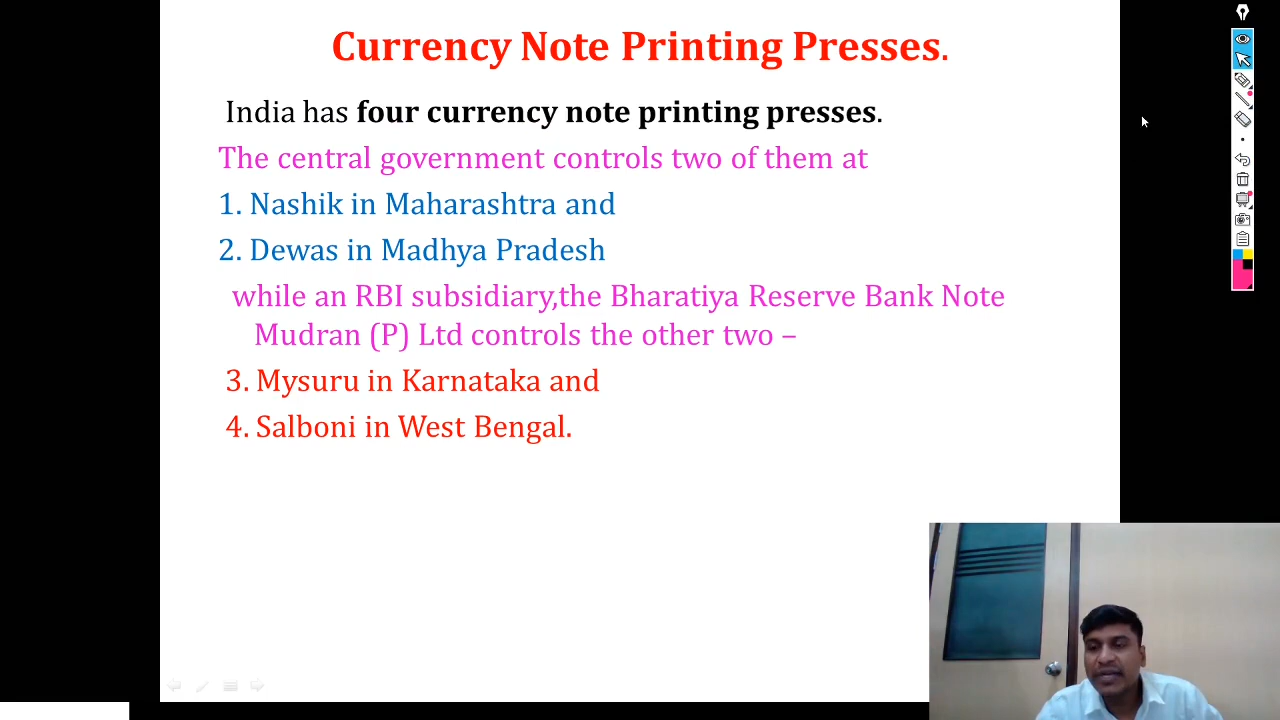 Currency Note Printing Presses.
India has four currency note printing presses.
The central government controls two of them at
1. Nashik in Maharashtra and
2. Dewas in Madhya Pradesh
while an RBI subsidiary,the Bharatiya Reserve Bank Note
Mudran (P) Ltd controls the other two –
3. Mysuru in Karnataka and
4. Salboni in West Bengal.